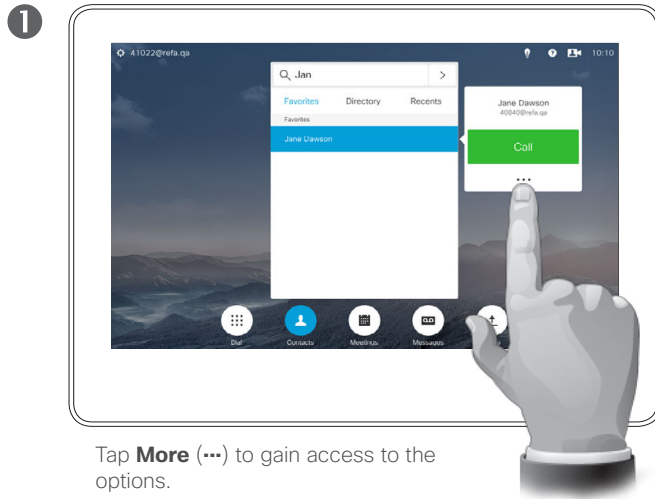 1
41022@refa.qa
10:10
Jan
Favorites Directory Recents
Favorites
Jane Dawson
Jane Dawson
40840@refa.qa
Call
...
Dial Contacts Meetings Messages
Tap More (···) to gain access to the
options.